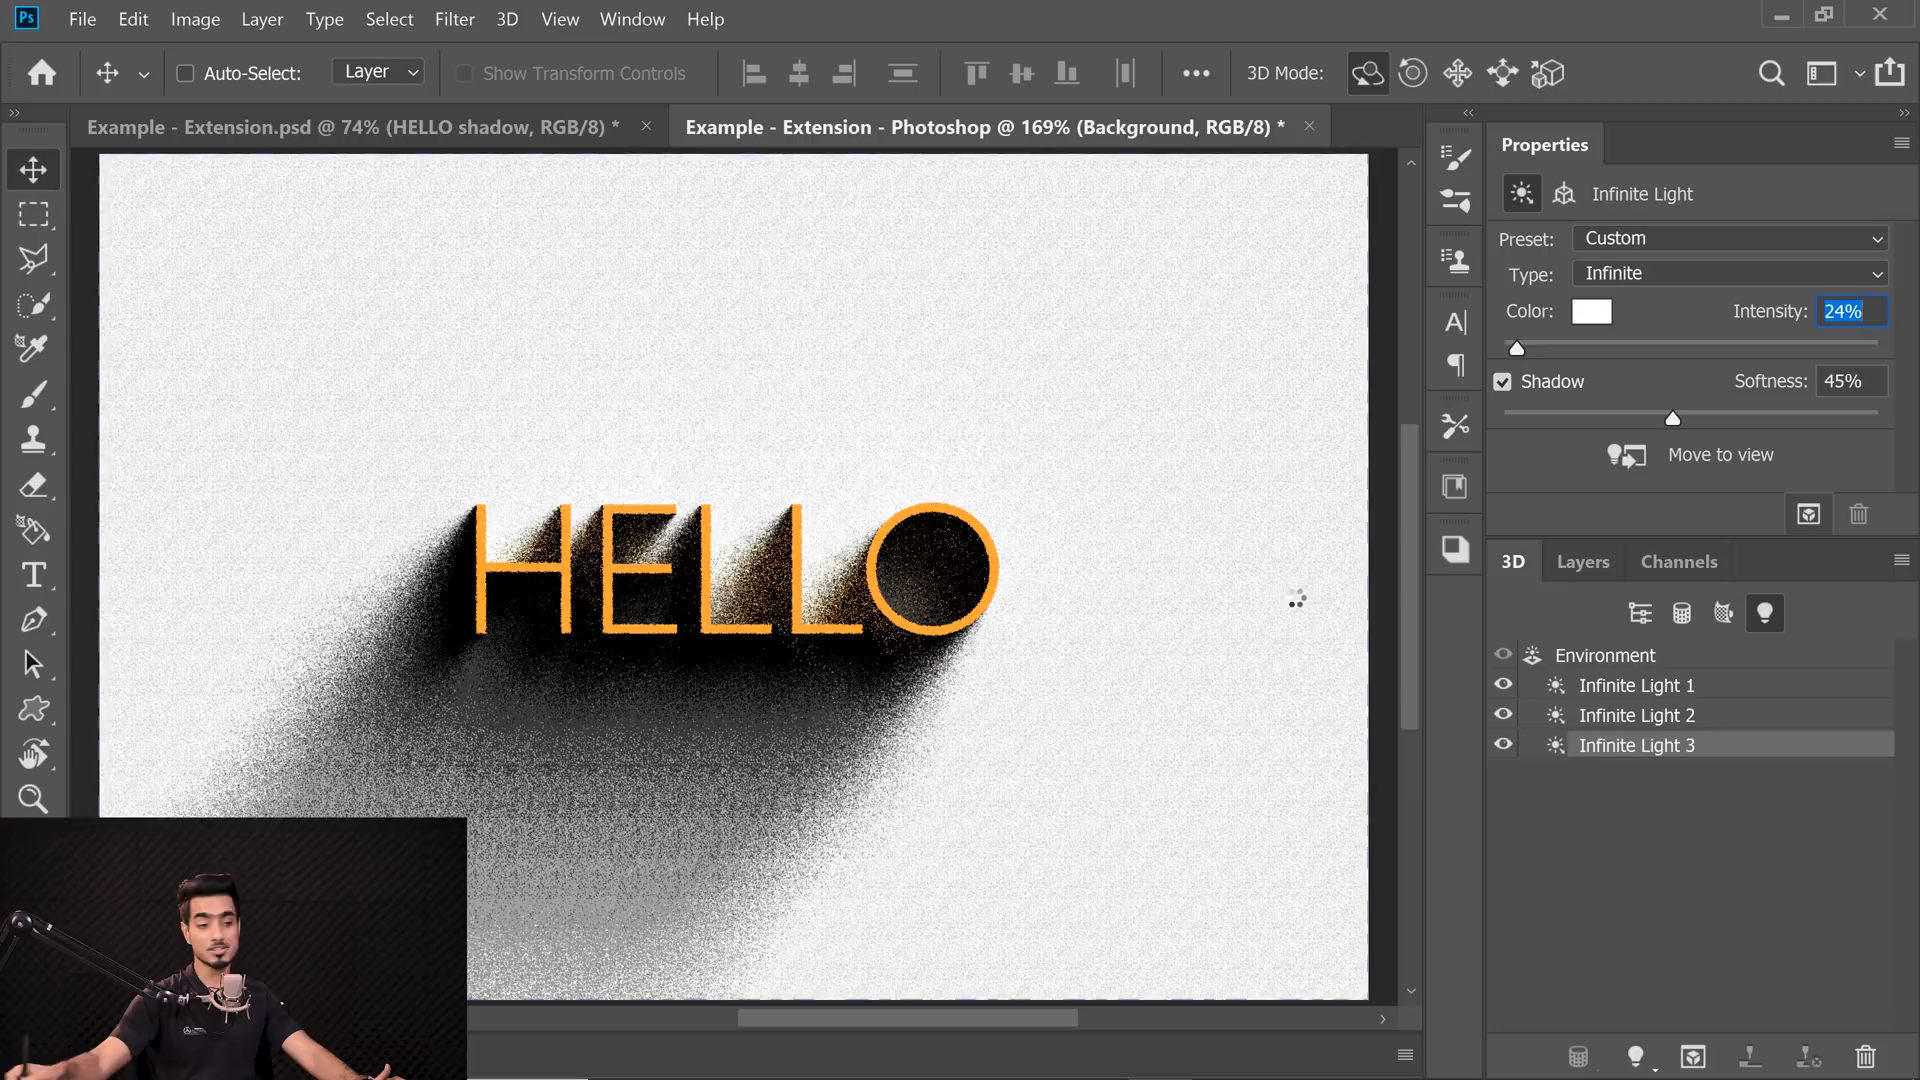 Ps File Edit Image Layer Type Select Filter 3D View Window Help
Auto-Select: Layer Show Transform Controls 3D Mode:
Example - Extension.psd @ 74% (HELLO shadow, RGB/8) *
Example - Extension - Photoshop @ 169% (Background, RGB/8) *
Properties
Infinite Light
Preset: Custom
Type: Infinite
Color: Intensity: 24%
Shadow Softness: 45%
Move to view
HELLO
3D Layers Channels
Environment
Infinite Light 1
Infinite Light 2
Infinite Light 3